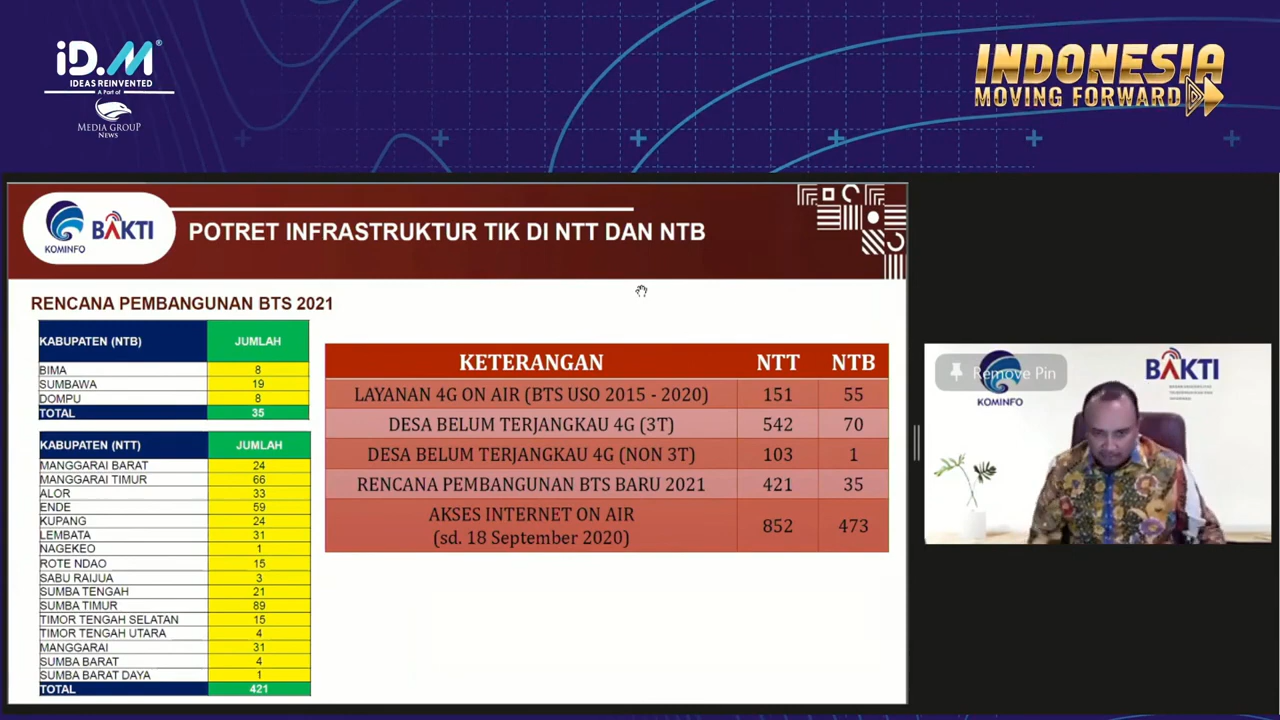 iD.M®
IDEAS REINVENTED
A Part of
MEDIA GROUP
NEWS
INDONESIA
MOVING FORWARD
KOMINFO
BAKTI
POTRET INFRASTRUKTUR TIK DI NTT DAN NTB
RENCANA PEMBANGUNAN BTS 2021
KABUPATEN (NTB) JUMLAH
BIMA 8
SUMBAWA 19
DOMPU 8
TOTAL 35
KABUPATEN (NTT) JUMLAH
MANGGARAI BARAT 24
MANGGARAI TIMUR 66
ALOR 33
ENDE 59
KUPANG 24
LEMBATA 31
NAGEKEO 1
ROTE NDAO 15
SABU RAIJUA 3
SUMBA TENGAH 21
SUMBA TIMUR 89
TIMOR TENGAH SELATAN 15
TIMOR TENGAH UTARA 4
MANGGARAI 31
SUMBA BARAT 4
SUMBA BARAT DAYA 1
TOTAL 421
KETERANGAN NTT NTB
LAYANAN 4G ON AIR (BTS USO 2015 - 2020) 151 55
DESA BELUM TERJANGKAU 4G (3T) 542 70
DESA BELUM TERJANGKAU 4G (NON 3T) 103 1
RENCANA PEMBANGUNAN BTS BARU 2021 421 35
AKSES INTERNET ON AIR
(sd. 18 September 2020) 852 473
Remove Pin
KOMINFO
BAKTI